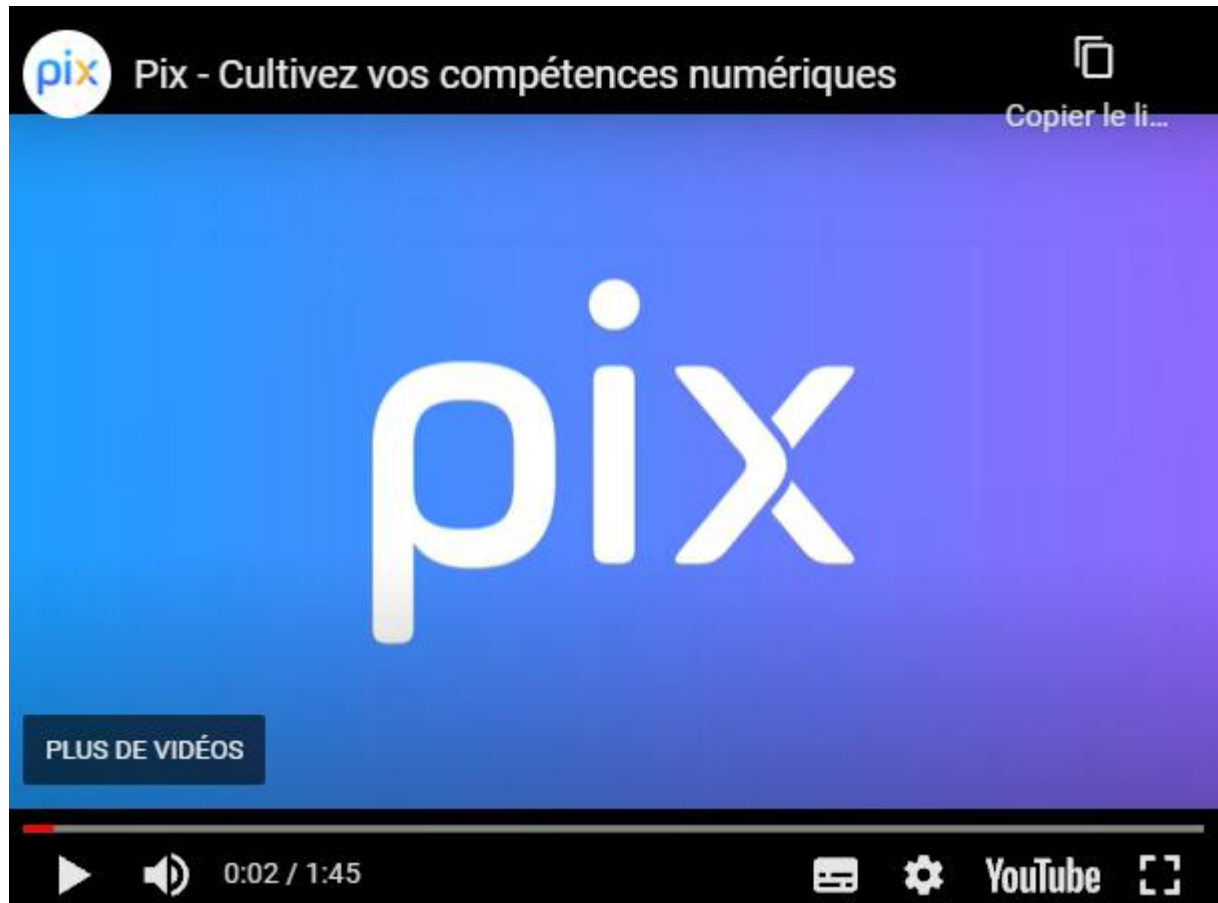 pix
Pix - Cultivez vos compétences numériques
Copier le li...
pix
PLUS DE VIDÉOS
0:02 / 1:45
YouTube